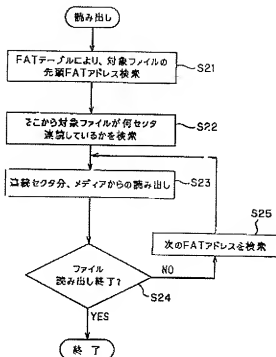 読み出し
FATテーブルにより、対象ファイルの
先頭FATアドレス検索
S21
そこから対象ファイルが何セクタ
連続しているかを検索
S22
連続セクタ分、メディアからの読み出し
S23
S25
次のFATアドレスを検索
ファイル
読み出し終了?
NO
S24
YES
終了